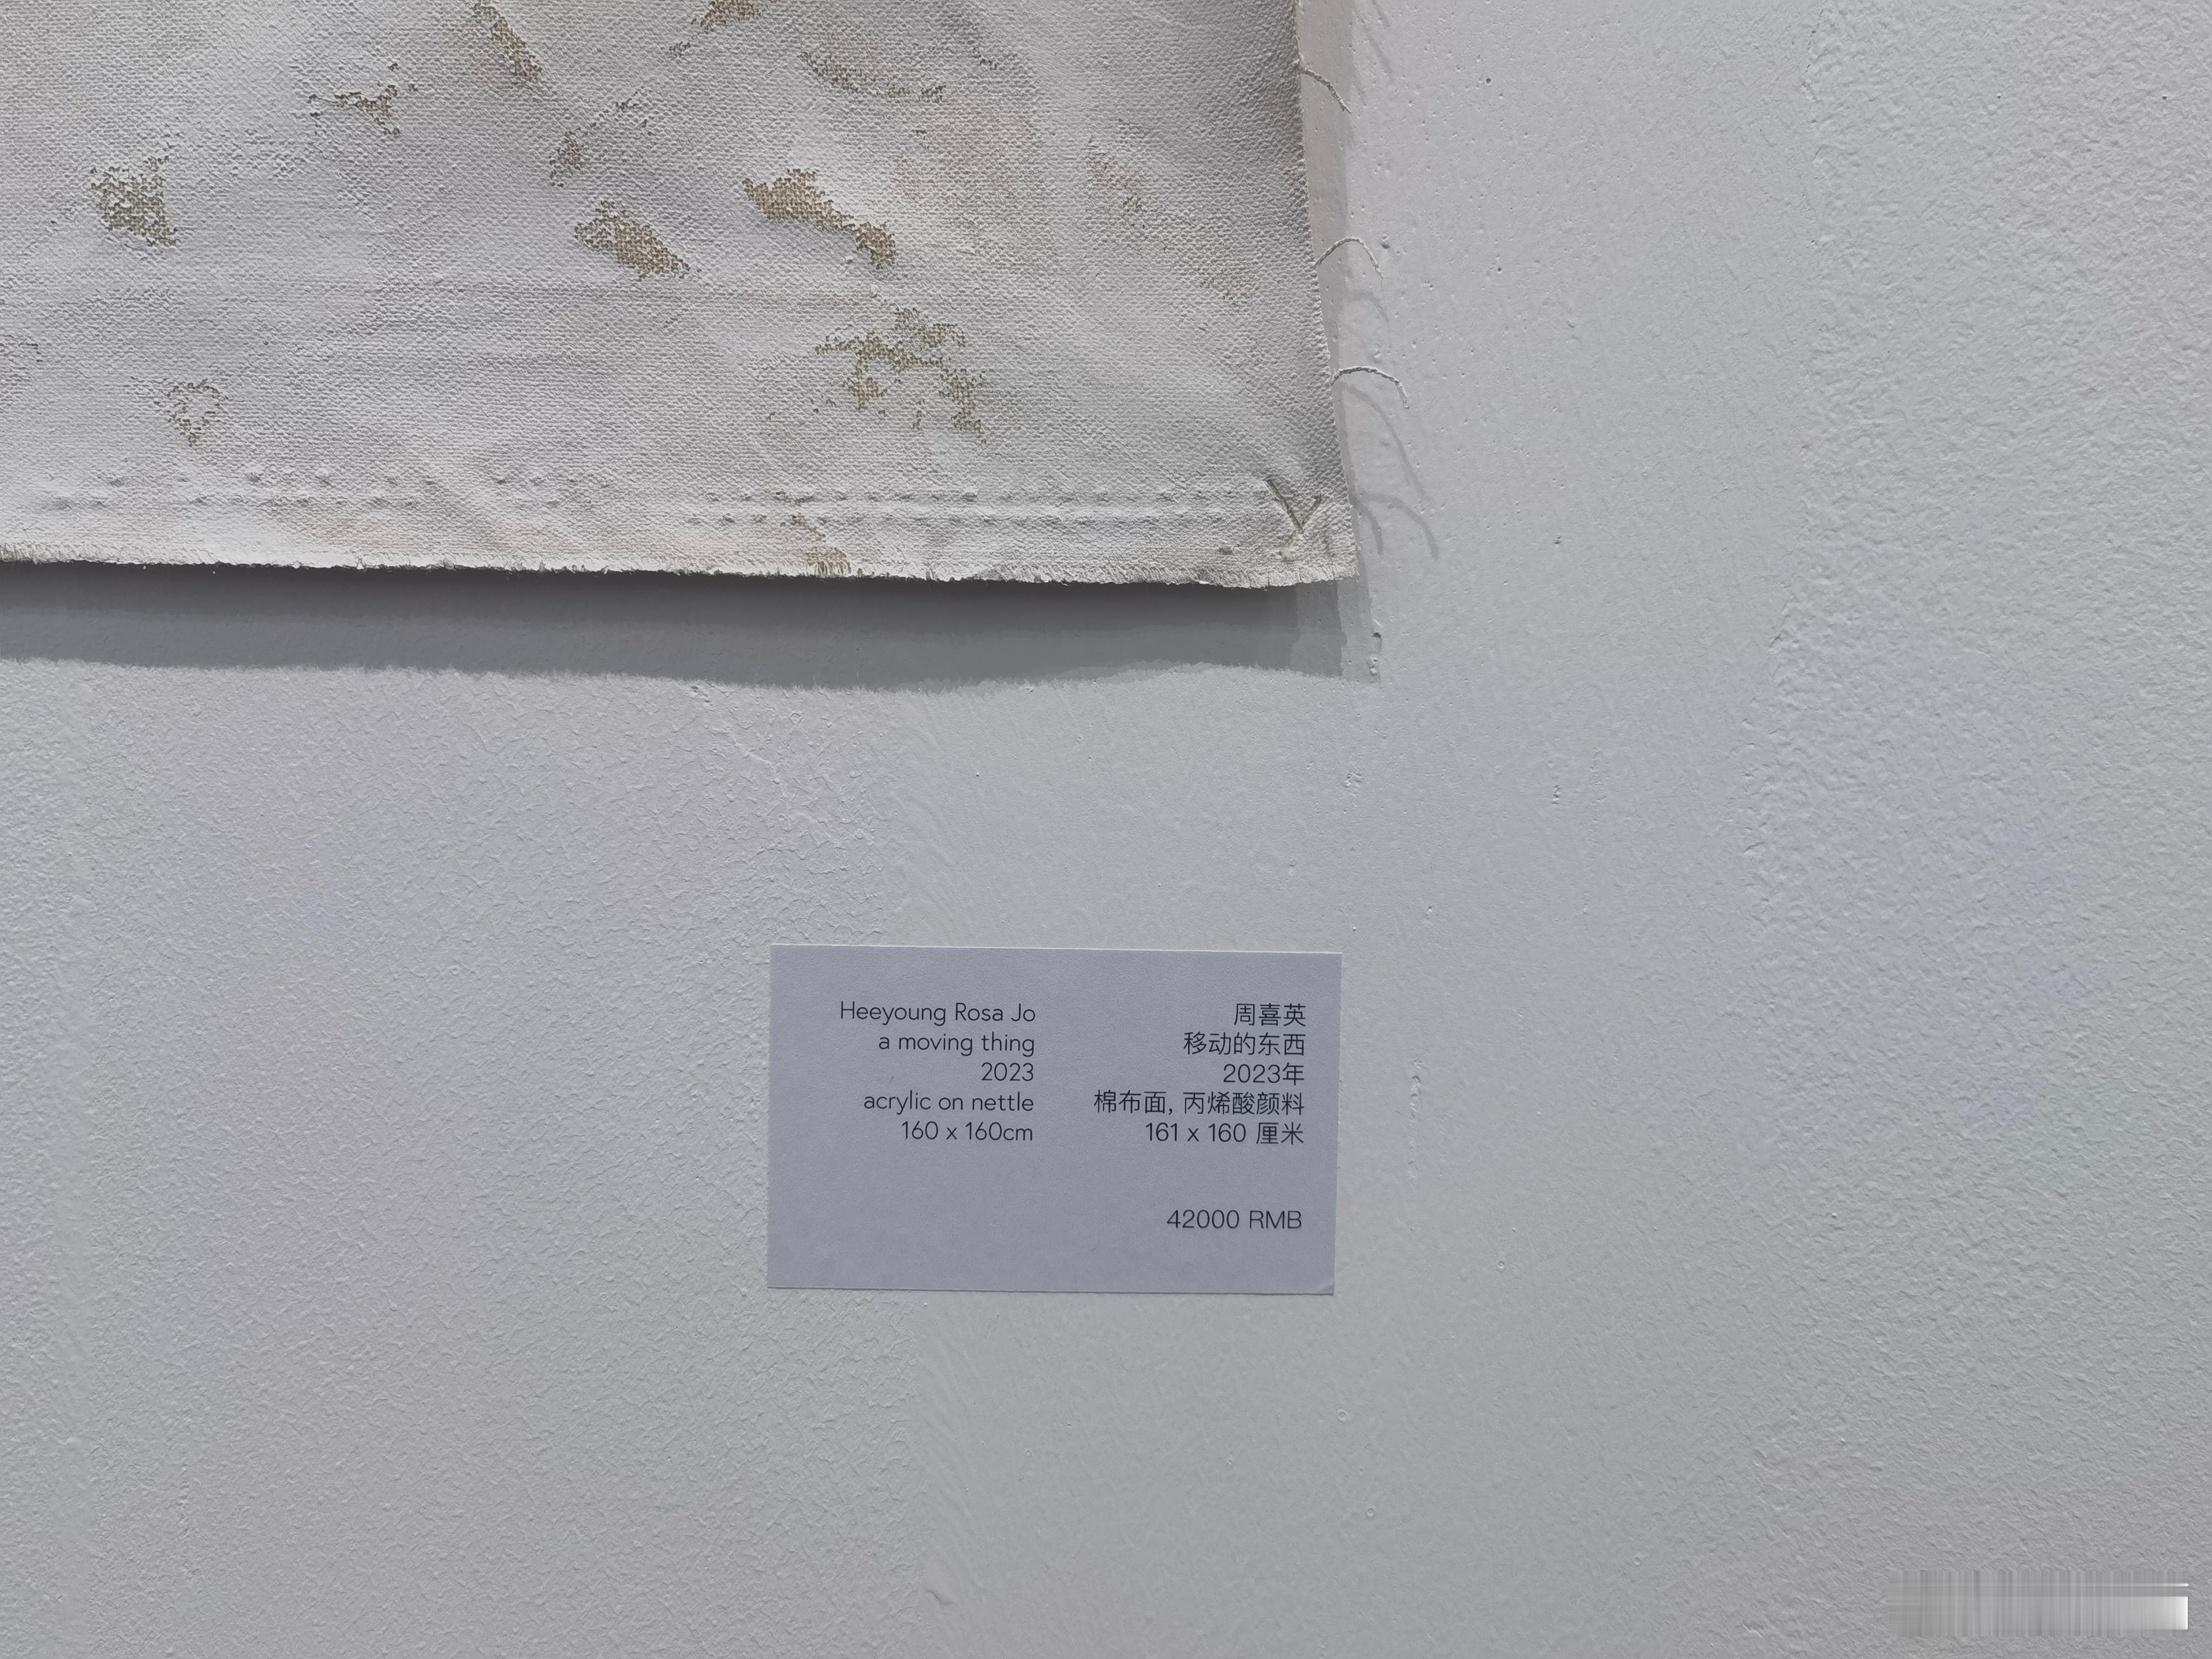 Heeyoung Rosa Jo
a moving thing
2023
acrylic on nettle
160 x 160cm
周喜英
移动的东西
2023年
棉布面, 丙烯酸颜料
161 x 160 厘米
42000 RMB